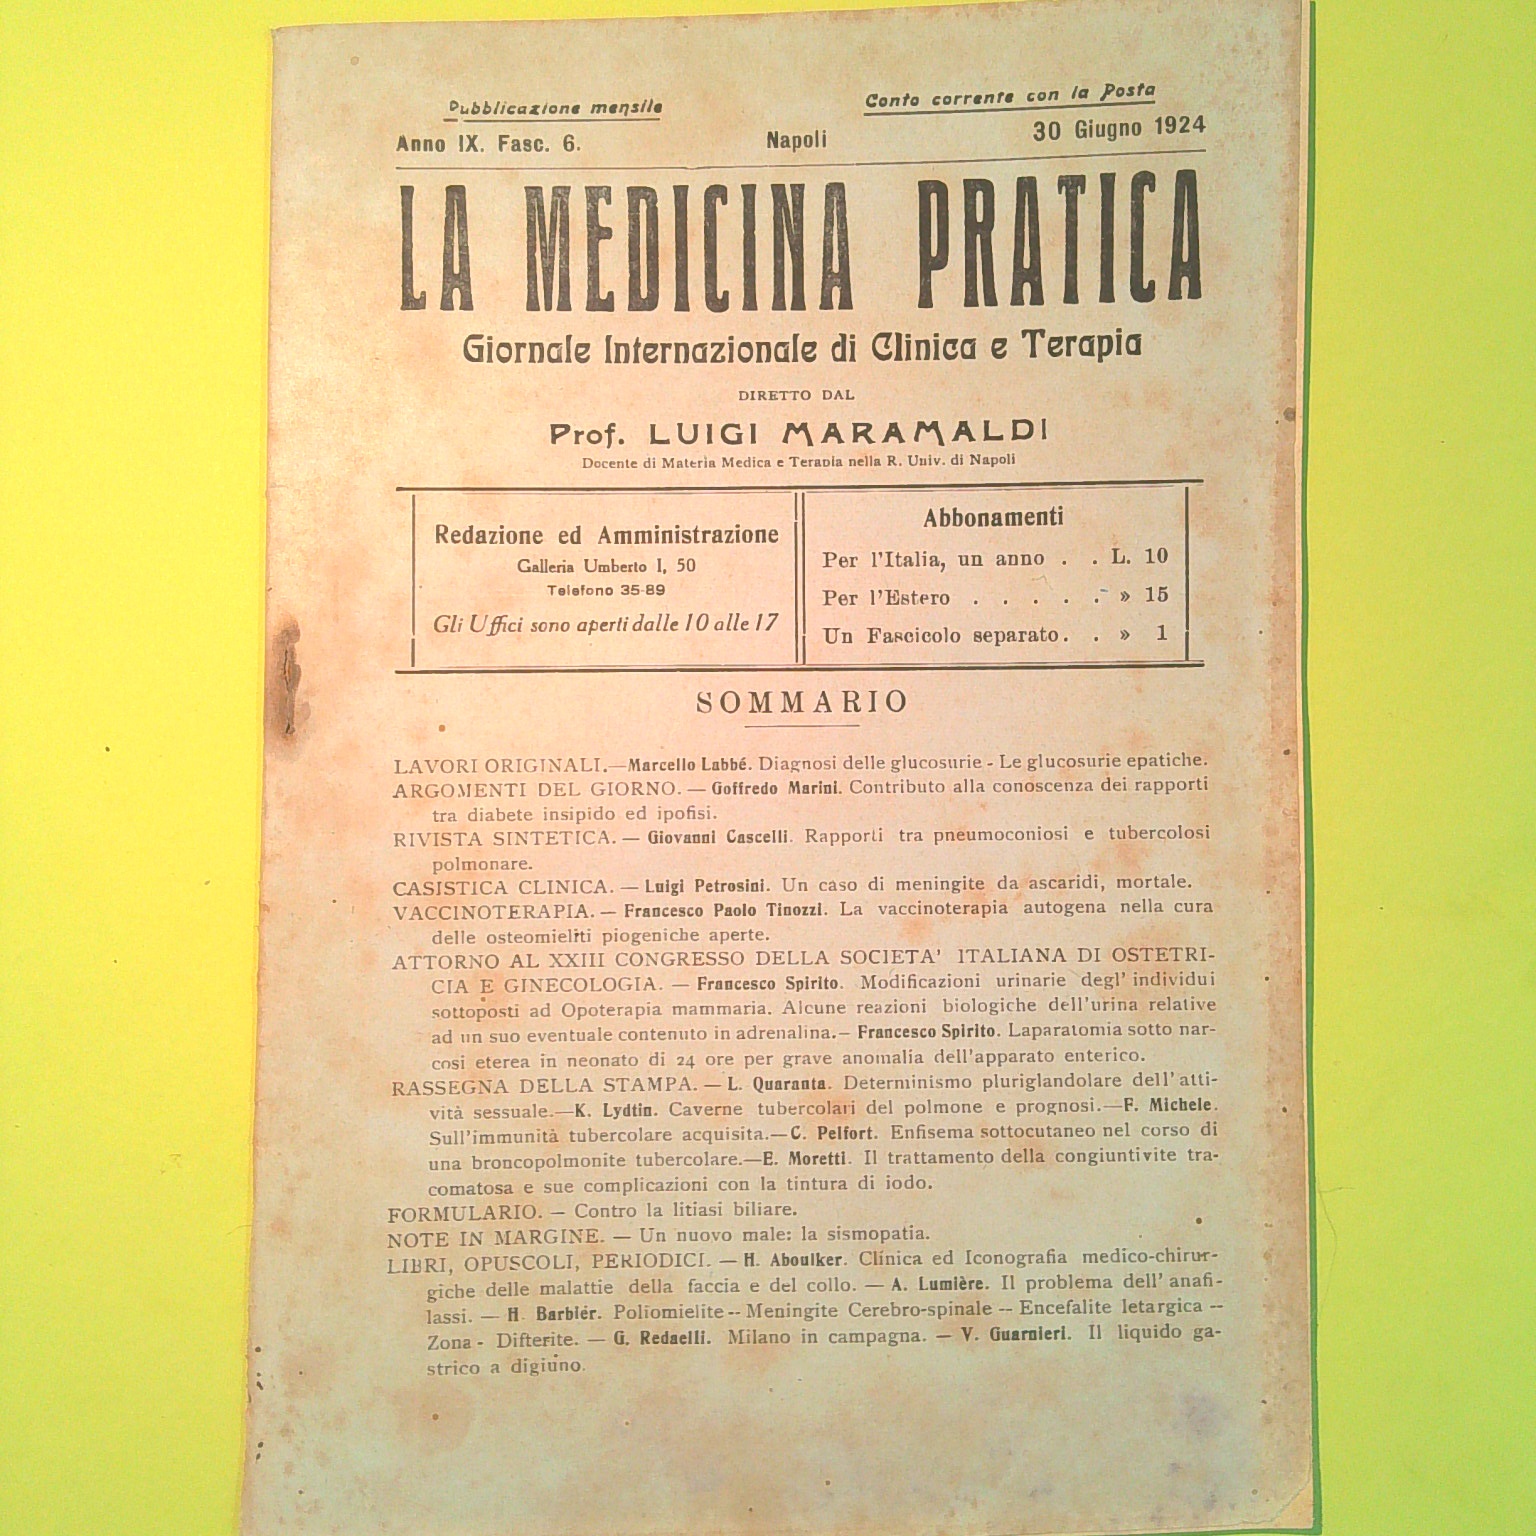 Pubblicazione mensile
Conto corrente con la Posta
Anno IX. Fasc. 6.
Napoli
30 Giugno 1924
LA MEDICINA PRATICA
Giornale Internazionale di Clinica e Terapia
DIRETTO DAL
Prof. LUIGI MARAMALDI
Docente di Materia Medica e Terapia nella R. Univ. di Napoli
Redazione ed Amministrazione
Galleria Umberto I, 50
Telefono 35-89
Gli Uffici sono aperti dalle 10 alle 17
Abbonamenti
Per l'Italia, un anno . . L. 10
Per l'Estero . . . . . » 15
Un Fascicolo separato. . » 1
SOMMARIO
LAVORI ORIGINALI.—Marcello Labbé. Diagnosi delle glucosurie - Le glucosurie epatiche.
ARGOMENTI DEL GIORNO. — Goffredo Marini. Contributo alla conoscenza dei rapporti
tra diabete insipido ed ipofisi.
RIVISTA SINTETICA. — Giovanni Cascelli. Rapporti tra pneumoconiosi e tubercolosi
polmonare.
CASISTICA CLINICA. — Luigi Petrosini. Un caso di meningite da ascaridi, mortale.
VACCINOTERAPIA. — Francesco Paolo Tinozzi. La vaccinoterapia autogena nella cura
delle osteomieliti piogeniche aperte.
ATTORNO AL XXIII CONGRESSO DELLA SOCIETA' ITALIANA DI OSTETRI-
CIA E GINECOLOGIA. — Francesco Spirito. Modificazioni urinarie degl' individui
sottoposti ad Opoterapia mammaria. Alcune reazioni biologiche dell'urina relative
ad un suo eventuale contenuto in adrenalina.— Francesco Spirito. Laparatomia sotto nar-
cosi eterea in neonato di 24 ore per grave anomalia dell'apparato enterico.
RASSEGNA DELLA STAMPA. — L. Quaranta. Determinismo pluriglandolare dell' atti-
vità sessuale.—K. Lydtin. Caverne tubercolari del polmone e prognosi.—F. Michele.
Sull'immunità tubercolare acquisita.—C. Pelfort. Enfisema sottocutaneo nel corso di
una broncopolmonite tubercolare.—E. Moretti. Il trattamento della congiuntivite tra-
comatosa e sue complicazioni con la tintura di iodo.
FORMULARIO. — Contro la litiasi biliare.
NOTE IN MARGINE. — Un nuovo male: la sismopatia.
LIBRI, OPUSCOLI, PERIODICI. — H. Aboulker. Clinica ed Iconografia medico-chirur-
giche delle malattie della faccia e del collo. — A. Lumière. Il problema dell' anafi-
lassi. — H. Barbiér. Poliomielite -- Meningite Cerebro-spinale -- Encefalite letargica --
Zona - Difterite. — G. Redaelli. Milano in campagna. — V. Guarnieri. Il liquido ga-
strico a digiuno.